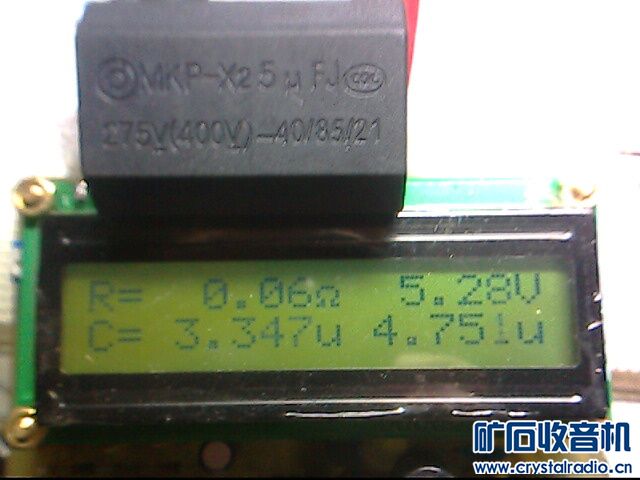 MKP-X2 5μFJ
275V(400V)-40/85/21
R= 0.06Ω 5.28V
C= 3.347u 4.751u
矿石收音机
www.crystalradio.cn